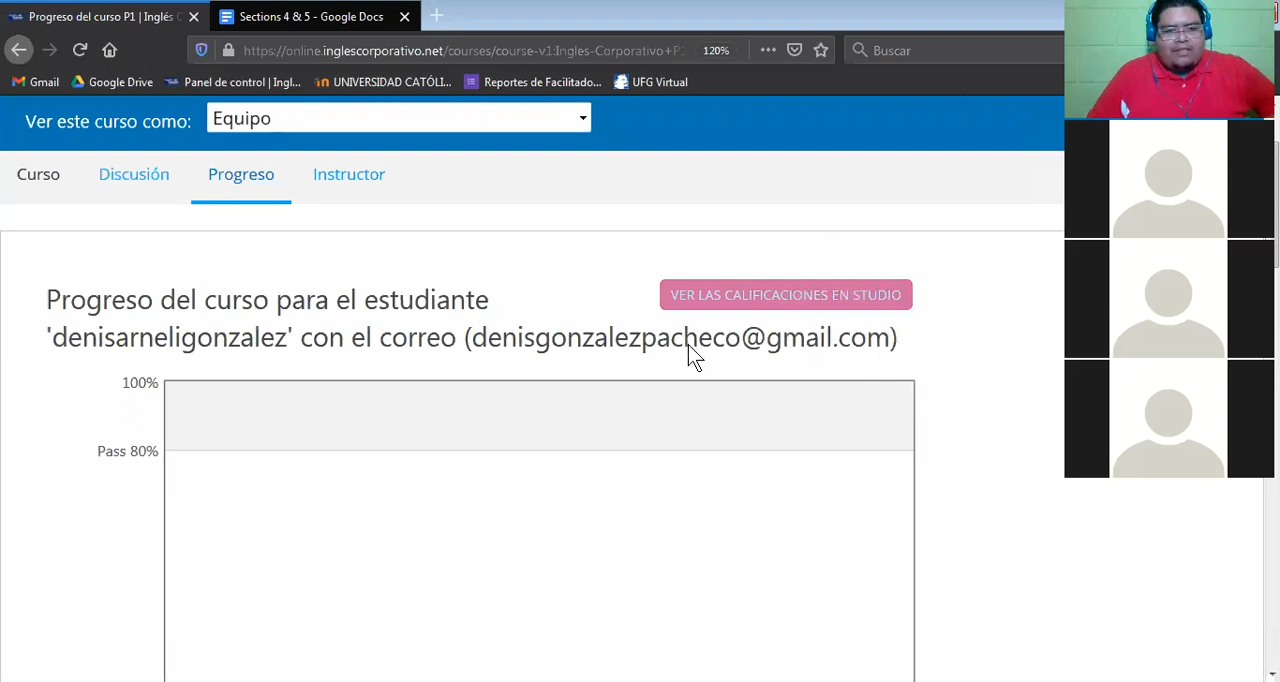 Progreso del curso P1 | Inglés C
Sections 4 & 5 - Google Docs
https://online.inglescorporativo.net/courses/course-v1:Ingles-Corporativo+P
120%
Buscar
Gmail
Google Drive
Panel de control | Ingl...
UNIVERSIDAD CATÓLI...
Reportes de Facilitado...
UFG Virtual
Ver este curso como:
Equipo
Curso
Discusión
Progreso
Instructor
Progreso del curso para el estudiante
VER LAS CALIFICACIONES EN STUDIO
'denisarneligonzalez' con el correo (denisgonzalezpacheco@gmail.com)
100%
Pass 80%